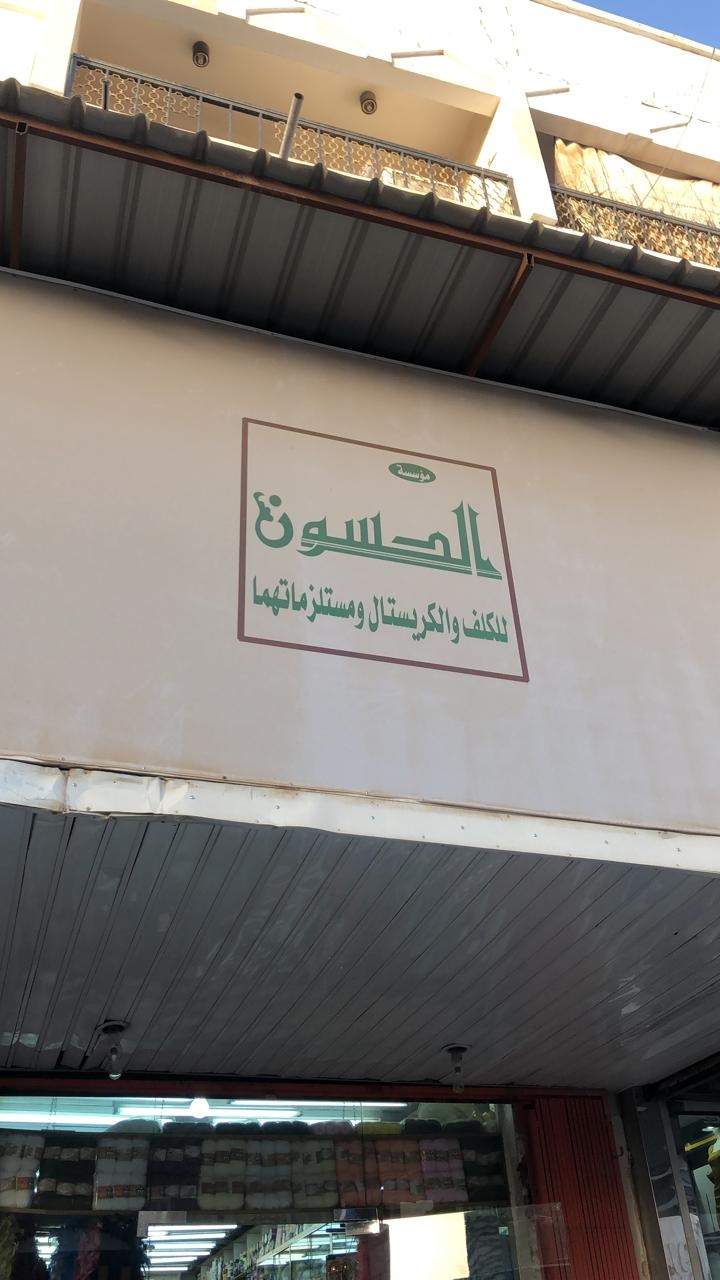 مؤسسة
الحسون
للكلف والكريستال ومستلزماتهما